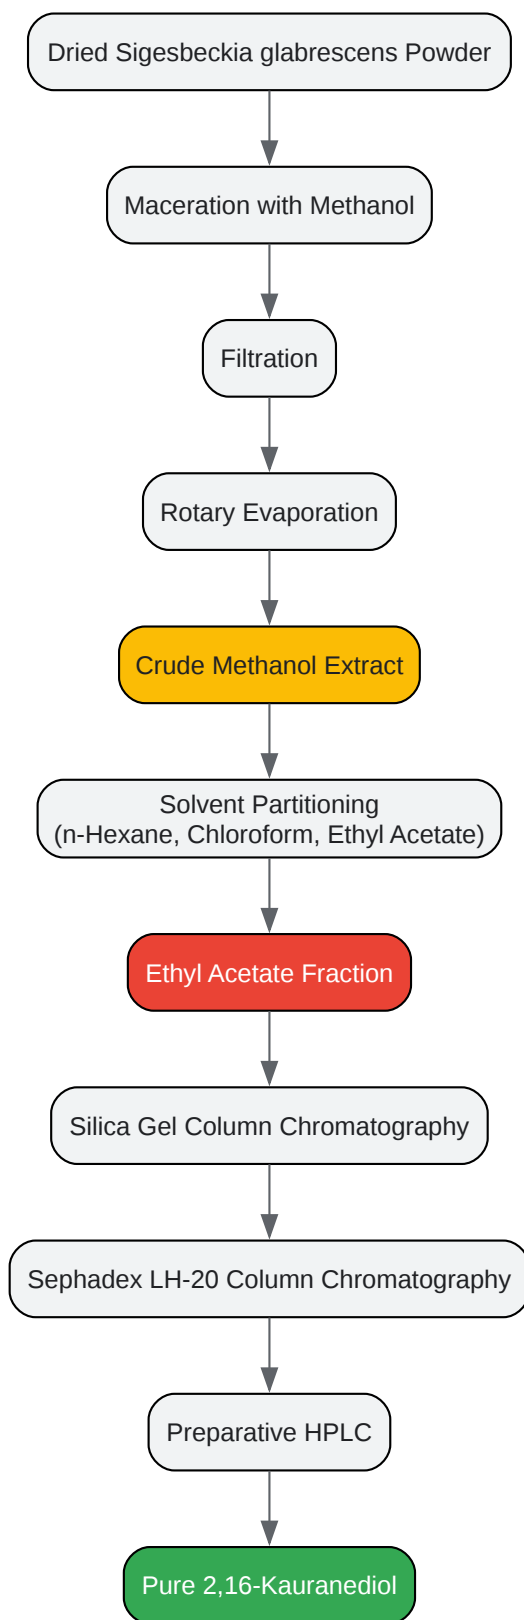 Dried Sigesbeckia glabrescens Powder
Maceration with Methanol
Filtration
Rotary Evaporation
Crude Methanol Extract
Solvent Partitioning
(n-Hexane, Chloroform, Ethyl Acetate)
Ethyl Acetate Fraction
Silica Gel Column Chromatography
Sephadex LH-20 Column Chromatography
Preparative HPLC
Pure 2,16-Kauranediol